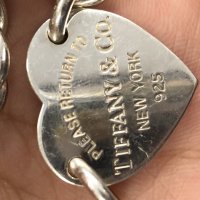 PLEASE RETURN TO
TIFFANY & CO.
NEW YORK
925